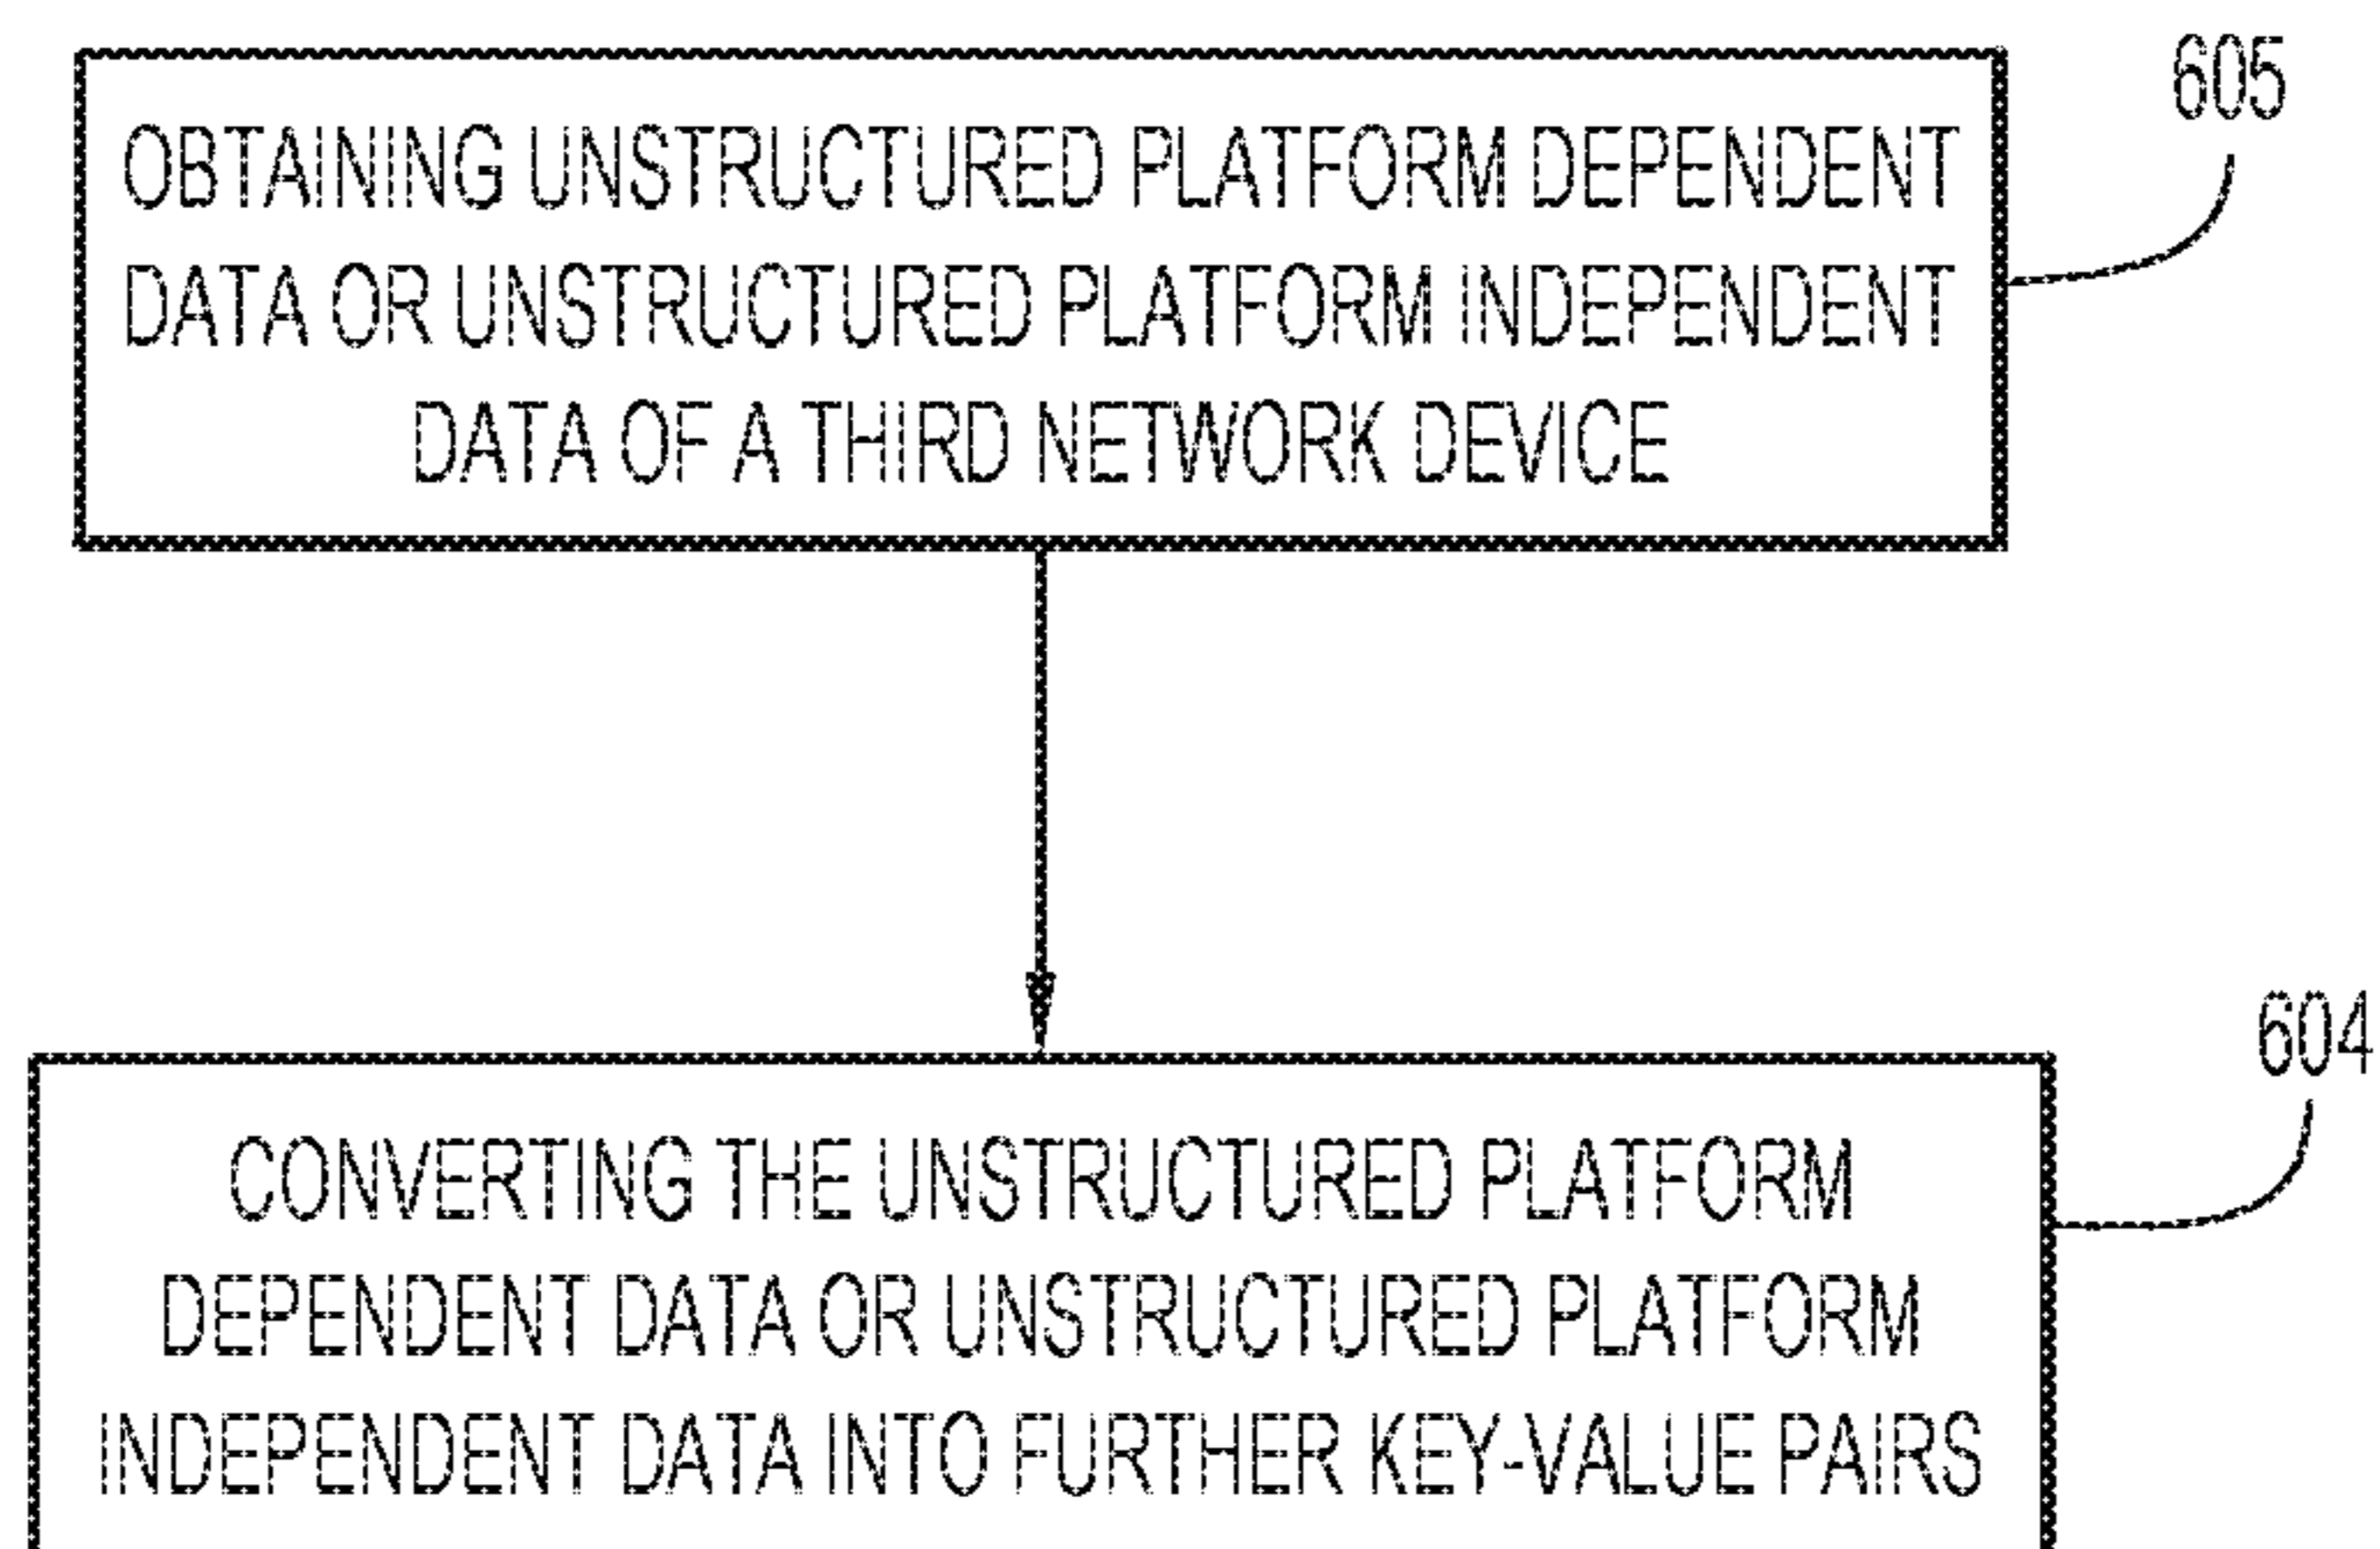 605
OBTAINING UNSTRUCTURED PLATFORM DEPENDENT
DATA OR UNSTRUCTURED PLATFORM INDEPENDENT
DATA OF A THIRD NETWORK DEVICE
604
CONVERTING THE UNSTRUCTURED PLATFORM
DEPENDENT DATA OR UNSTRUCTURED PLATFORM
INDEPENDENT DATA INTO FURTHER KEY-VALUE PAIRS